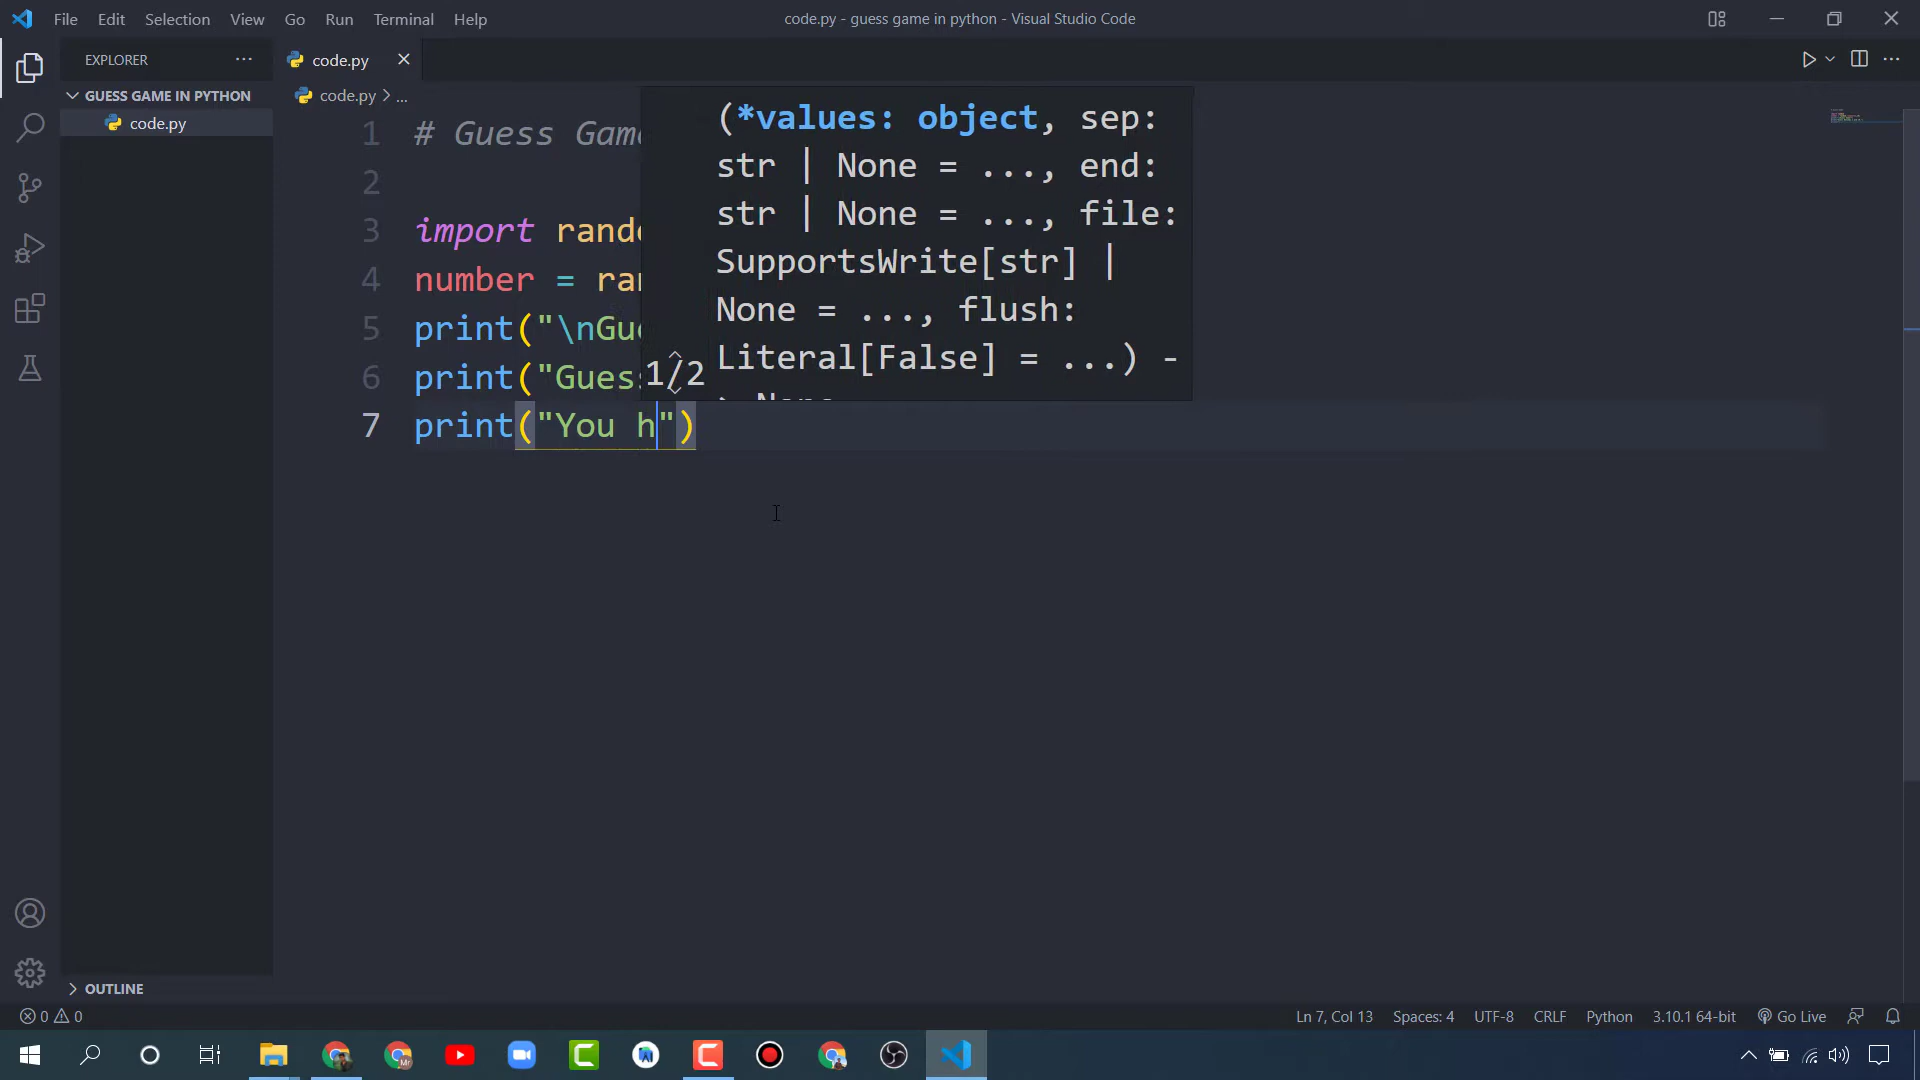 File Edit Selection View Go Run Terminal Help
code.py - guess game in python - Visual Studio Code
EXPLORER
code.py
GUESS GAME IN PYTHON
code.py
code.py > ...
1 # Guess Gam
2
3 import rand
4 number = ra
5 print("\nGu
6 print("Guess
7 print("You h")
(*values: object, sep:
str | None = ..., end:
str | None = ..., file:
SupportsWrite[str] |
None = ..., flush:
Literal[False] = ...) -
> None
1/2
OUTLINE
0 0
Ln 7, Col 13 Spaces: 4 UTF-8 CRLF Python 3.10.1 64-bit Go Live